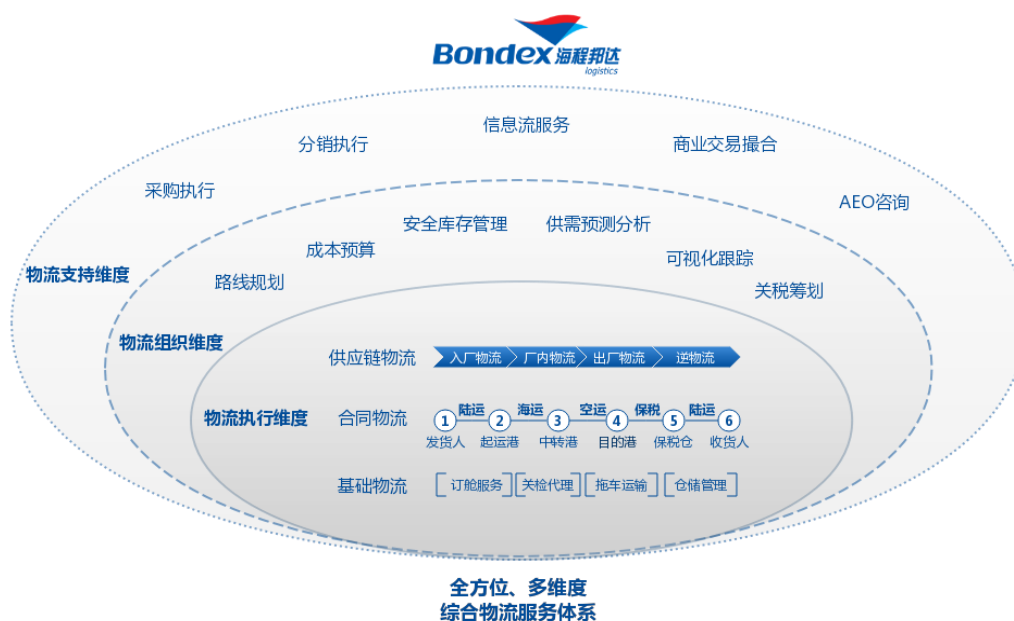 Bondex 海程邦达
logistics
信息流服务
分销执行
商业交易撮合
采购执行
AEO咨询
安全库存管理
供需预测分析
成本预算
可视化跟踪
物流支持维度
路线规划
关税筹划
物流组织维度
供应链物流 入厂物流 厂内物流 出厂物流 逆物流
陆运 海运 空运 保税 陆运
物流执行维度 合同物流 1 2 3 4 5 6
发货人 起运港 中转港 目的港 保税仓 收货人
基础物流 订舱服务 关检代理 拖车运输 仓储管理
全方位、多维度
综合物流服务体系